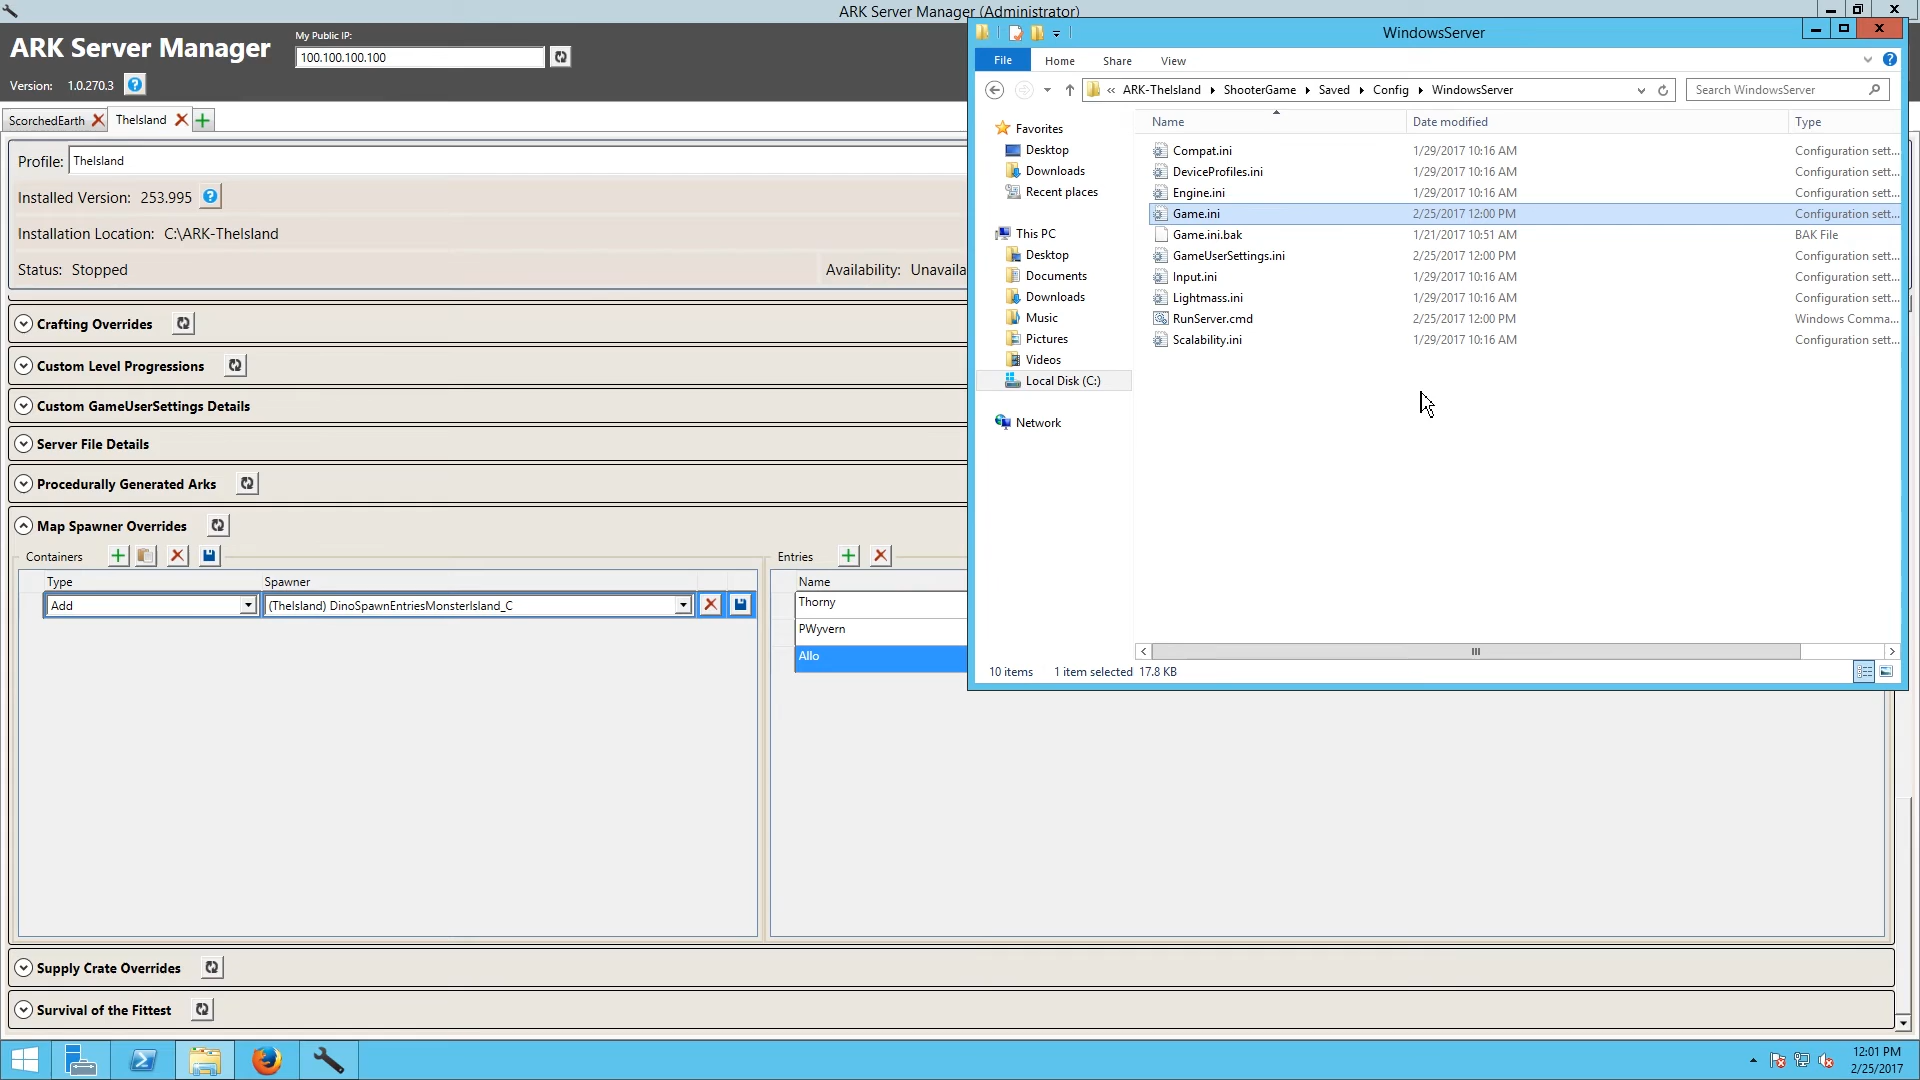 ARK Server Manager (Administrator)
ARK Server Manager
My Public IP:
100.100.100.100
Version: 1.0.270.3
ScorchedEarth
TheIsland
Profile: TheIsland
Installed Version: 253.995
Installation Location: C:\ARK-TheIsland
Status: Stopped
Availability: Unavaila
Crafting Overrides
Custom Level Progressions
Custom GameUserSettings Details
Server File Details
Procedurally Generated Arks
Map Spawner Overrides
Containers
Type Spawner
Add (TheIsland) DinoSpawnEntriesMonsterIsland_C
Entries
Name
Thorny
PWyvern
Allo
Supply Crate Overrides
Survival of the Fittest
WindowsServer
File Home Share View
« ARK-TheIsland ShooterGame Saved Config WindowsServer
Search WindowsServer
Favorites
Desktop
Downloads
Recent places
This PC
Desktop
Documents
Downloads
Music
Pictures
Videos
Local Disk (C:)
Network
Name Date modified Type
Compat.ini 1/29/2017 10:16 AM Configuration sett...
DeviceProfiles.ini 1/29/2017 10:16 AM Configuration sett...
Engine.ini 1/29/2017 10:16 AM Configuration sett...
Game.ini 2/25/2017 12:00 PM Configuration sett...
Game.ini.bak 1/21/2017 10:51 AM BAK File
GameUserSettings.ini 2/25/2017 12:00 PM Configuration sett...
Input.ini 1/29/2017 10:16 AM Configuration sett...
Lightmass.ini 1/29/2017 10:16 AM Configuration sett...
RunServer.cmd 2/25/2017 12:00 PM Windows Comma...
Scalability.ini 1/29/2017 10:16 AM Configuration sett...
10 items 1 item selected 17.8 KB
12:01 PM
2/25/2017